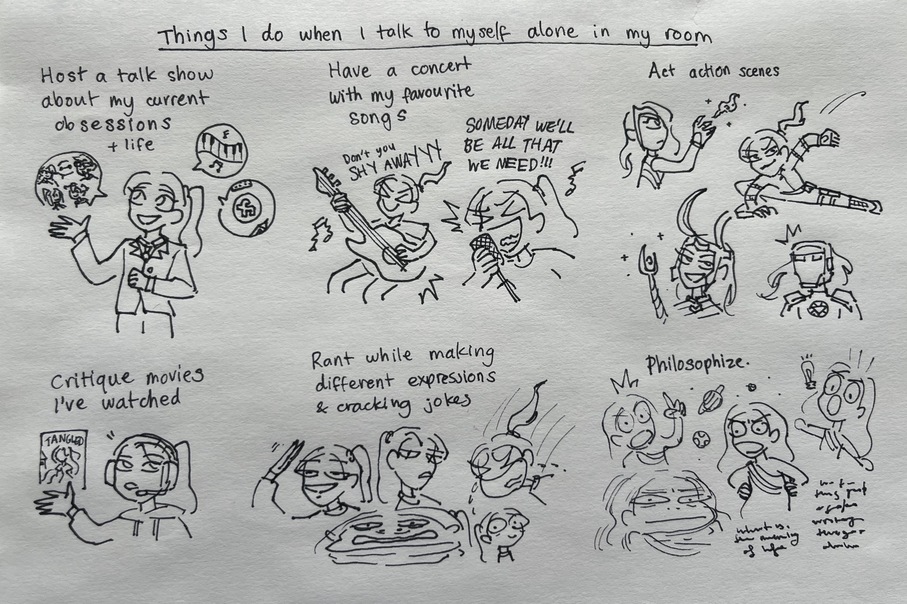 Things I do when I talk to myself alone in my room
Host a talk show
about my current
obsessions
+ life
Have a concert
with my favourite
songs
Don't you
SHY AWAYYY
SOMEDAY WE'LL
BE ALL THAT
WE NEED!!!
Act action scenes
Critique movies
I've watched
TANGLED
Rant while making
different expressions
& cracking jokes
Philosophize.
what is
the meaning
of life